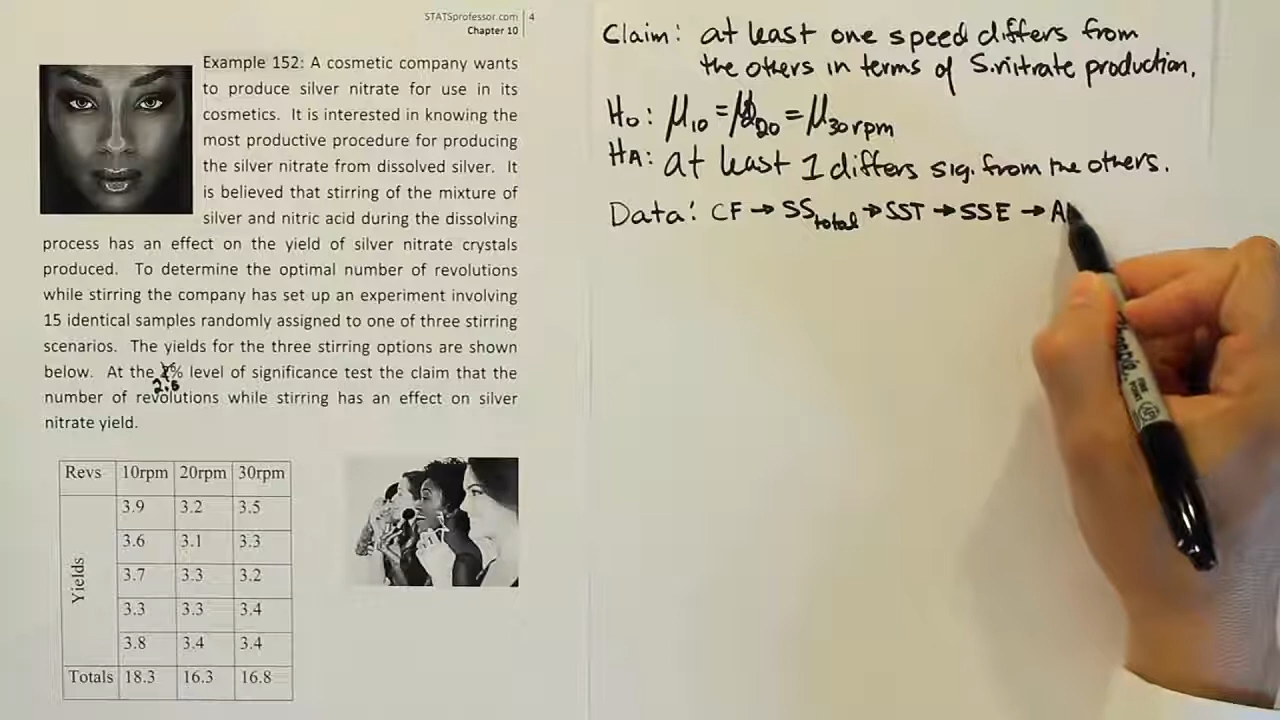 STATSprofessor.com 4
Chapter 10
Example 152: A cosmetic company wants
to produce silver nitrate for use in its
cosmetics. It is interested in knowing the
most productive procedure for producing
the silver nitrate from dissolved silver. It
is believed that stirring of the mixture of
silver and nitric acid during the dissolving
process has an effect on the yield of silver nitrate crystals
produced. To determine the optimal number of revolutions
while stirring the company has set up an experiment involving
15 identical samples randomly assigned to one of three stirring
scenarios. The yields for the three stirring options are shown
below. At the % level of significance test the claim that the
2.5
number of revolutions while stirring has an effect on silver
nitrate yield.
Revs 10rpm 20rpm 30rpm
Yields
3.9 3.2 3.5
3.6 3.1 3.3
3.7 3.3 3.2
3.3 3.3 3.4
3.8 3.4 3.4
Totals 18.3 16.3 16.8
Claim: at least one speed differs from
the others in terms of S.nitrate production.
Ho: μ10 = μ20 = μ30rpm
HA: at least 1 differs sig. from the others.
Data: CF → SStotal → SST → SSE → A
Sharpie.
FINE POINT